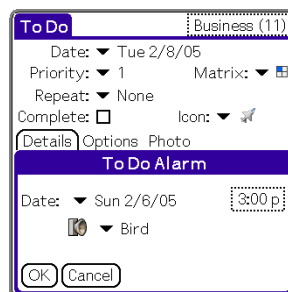 To Do Business (11)
Date: Tue 2/8/05
Priority: 1 Matrix:
Repeat: None
Complete: Icon:
Details Options Photo
To Do Alarm
Date: Sun 2/6/05 3:00 p
Bird
OK Cancel